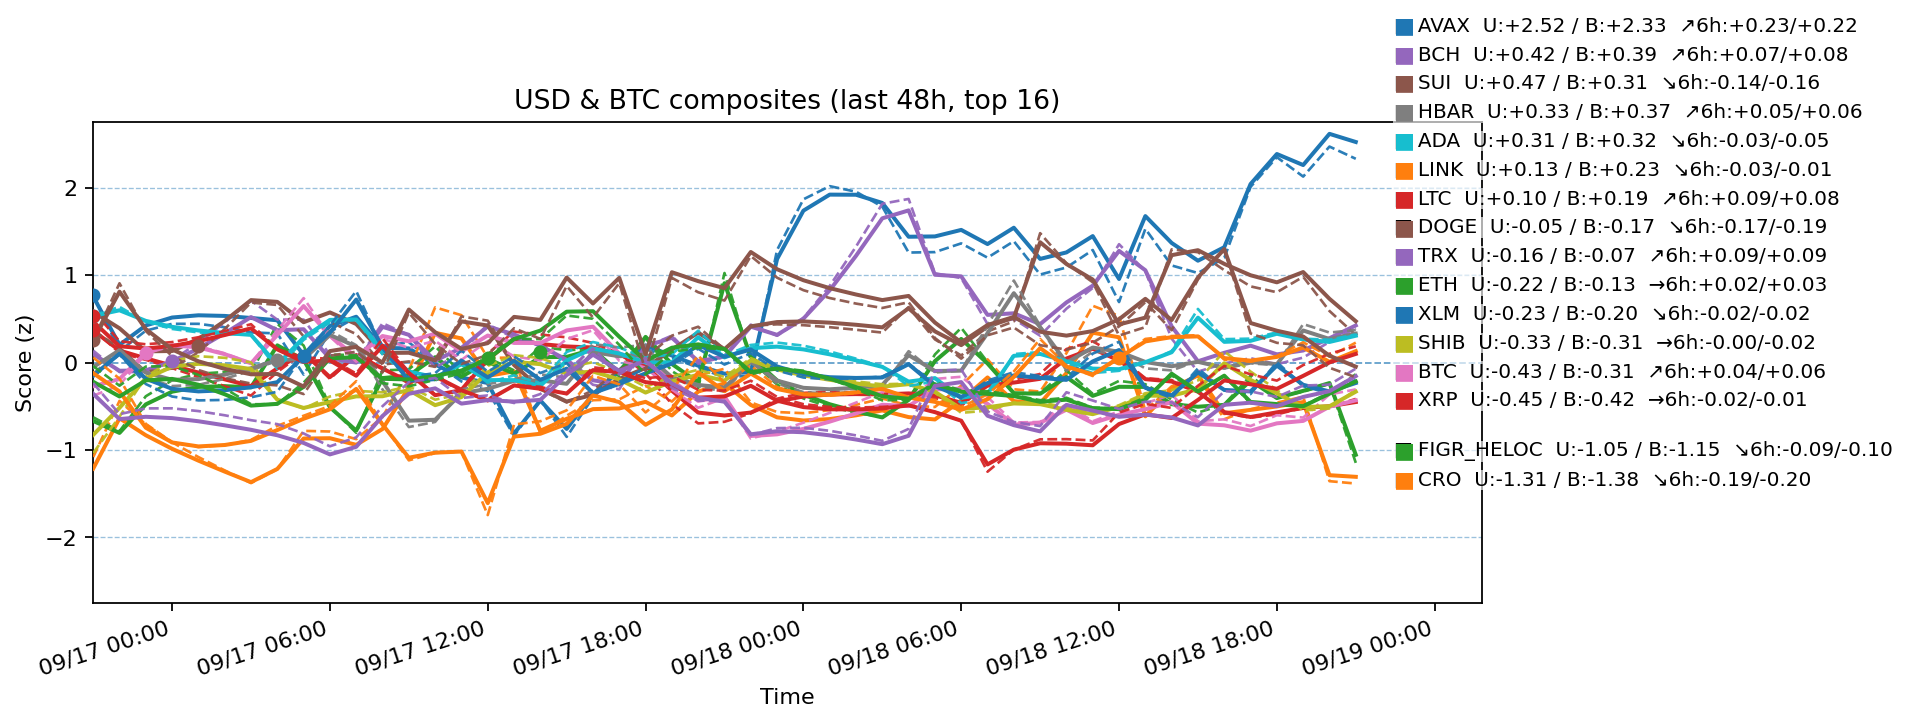 AVAX  U:+2.52 / B:+2.33  ↗6h:+0.23/+0.22
BCH  U:+0.42 / B:+0.39  ↗6h:+0.07/+0.08
SUI  U:+0.47 / B:+0.31  ↘6h:-0.14/-0.16
HBAR  U:+0.33 / B:+0.37  ↗6h:+0.05/+0.06
ADA  U:+0.31 / B:+0.32  ↘6h:-0.03/-0.05
LINK  U:+0.13 / B:+0.23  ↘6h:-0.03/-0.01
LTC  U:+0.10 / B:+0.19  ↗6h:+0.09/+0.08
DOGE  U:-0.05 / B:-0.17  ↘6h:-0.17/-0.19
TRX  U:-0.16 / B:-0.07  ↗6h:+0.09/+0.09
ETH  U:-0.22 / B:-0.13  →6h:+0.02/+0.03
XLM  U:-0.23 / B:-0.20  ↘6h:-0.02/-0.02
SHIB  U:-0.33 / B:-0.31  →6h:-0.00/-0.02
BTC  U:-0.43 / B:-0.31  ↗6h:+0.04/+0.06
XRP  U:-0.45 / B:-0.42  →6h:-0.02/-0.01
FIGR_HELOC  U:-1.05 / B:-1.15  ↘6h:-0.09/-0.10
CRO  U:-1.31 / B:-1.38  ↘6h:-0.19/-0.20
USD & BTC composites (last 48h, top 16)
Score (z)
2
1
0
−1
−2
09/17 00:00
09/17 06:00
09/17 12:00
09/17 18:00
09/18 00:00
09/18 06:00
09/18 12:00
09/18 18:00
09/19 00:00
Time